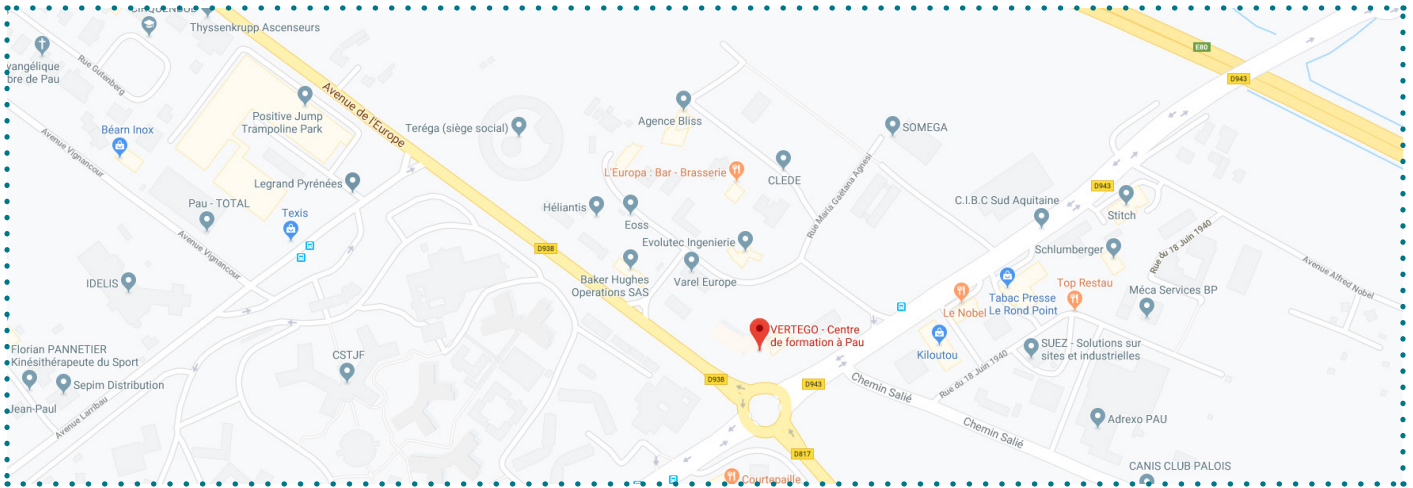 Thyssenkrupp Ascenseurs
vangélique
bre de Pau
Rue Gutenberg
E80
D943
Positive Jump
Trampoline Park
Avenue de l'Europe
Agence Bliss
Béarn Inox
Teréga (siège social)
SOMEGA
Avenue Vignancour
L'Europa : Bar - Brasserie
CLEDE
Legrand Pyrénées
D943
Pau - TOTAL
Texis
Héliantis
Eoss
Rue Maria Gaëtana Agnesi
C.I.B.C Sud Aquitaine
Stitch
Avenue Vignancour
D938
Evolutec Ingenierie
Schlumberger
Rue du 18 Juin 1940
Avenue Alfred Nobel
IDELIS
Baker Hughes
Operations SAS
Varel Europe
Tabac Presse
Le Rond Point
Top Restau
Méca Services BP
Le Nobel
VERTEGO - Centre
de formation à Pau
Kiloutou
SUEZ - Solutions sur
sites et industrielles
Florian PANNETIER
Kinésithérapeute du Sport
CSTJF
Rue du 18 Juin 1940
Sepim Distribution
D938
D943
Chemin Salié
Jean-Paul
Avenue Larribau
Adrexo PAU
Chemin Salié
D817
CANIS CLUB PALOIS
Courtepaille